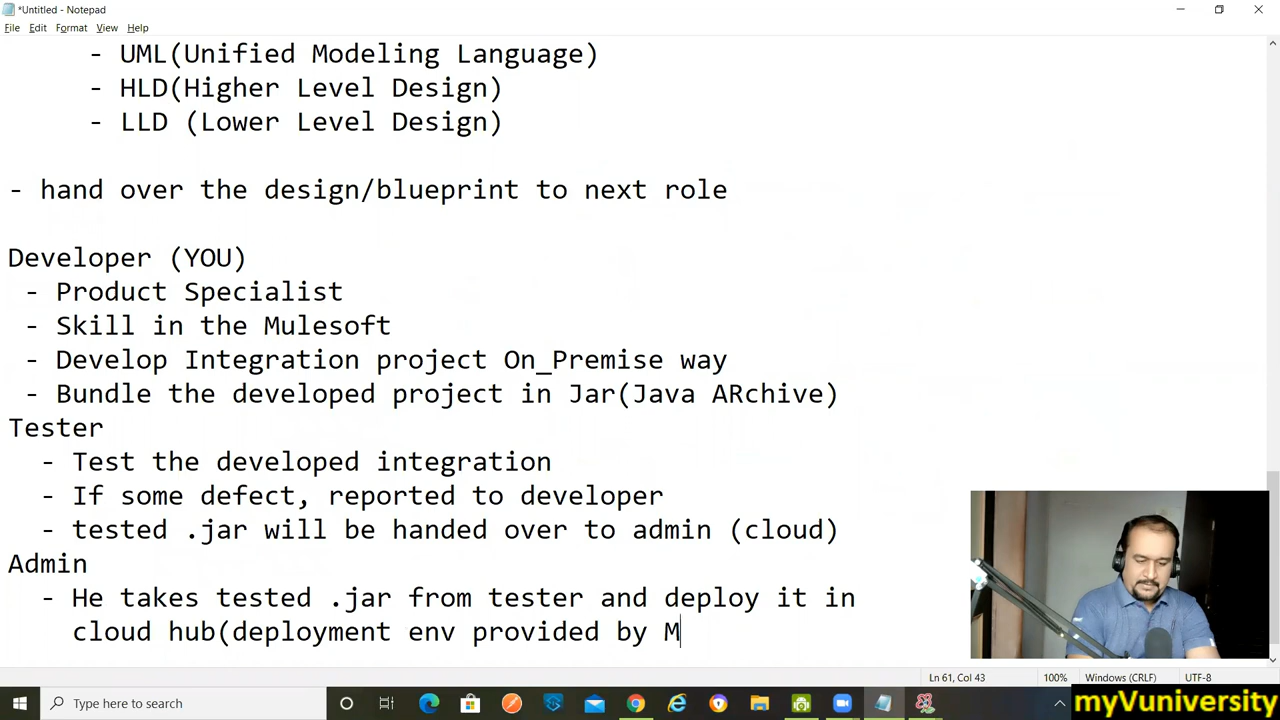 *Untitled - Notepad
File Edit Format View Help
- UML(Unified Modeling Language)
- HLD(Higher Level Design)
- LLD (Lower Level Design)
- hand over the design/blueprint to next role
Developer (YOU)
- Product Specialist
- Skill in the Mulesoft
- Develop Integration project On_Premise way
- Bundle the developed project in Jar(Java ARchive)
Tester
- Test the developed integration
- If some defect, reported to developer
- tested .jar will be handed over to admin (cloud)
Admin
- He takes tested .jar from tester and deploy it in
cloud hub(deployment env provided by M
Ln 61, Col 43 100% Windows (CRLF) UTF-8
Type here to search
myVuniversity